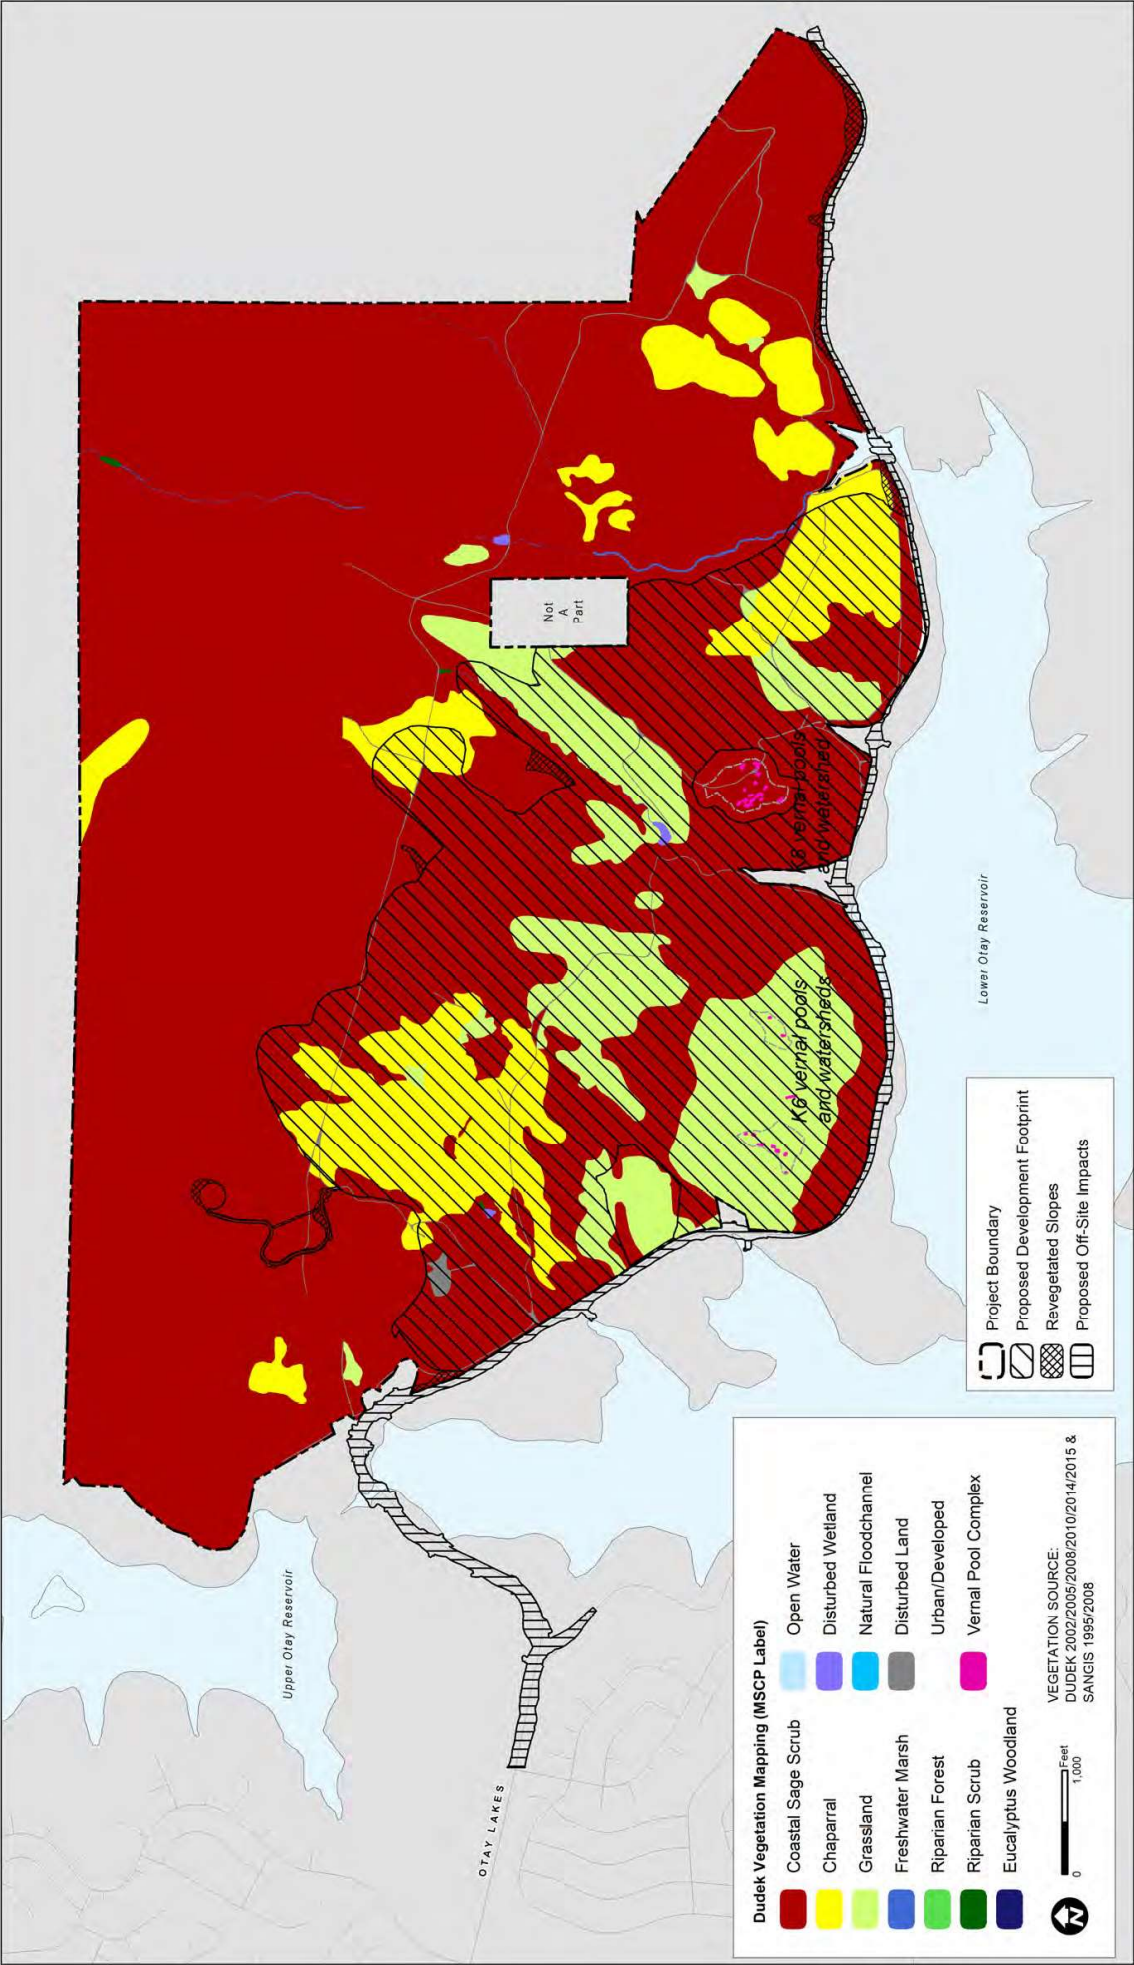 Upper Otay Reservoir
OTAY LAKES
Not
A
Part
K8 vernal pools
and watershed
K6 vernal pools
and watersheds
Lower Otay Reservoir
Dudek Vegetation Mapping (MSCP Label)
Coastal Sage Scrub
Chaparral
Grassland
Freshwater Marsh
Riparian Forest
Riparian Scrub
Eucalyptus Woodland
Open Water
Disturbed Wetland
Natural Floodchannel
Disturbed Land
Urban/Developed
Vernal Pool Complex
N
0
1,000
Feet
VEGETATION SOURCE:
DUDEK 2002/2005/2008/2010/2014/2015 &
SANGIS 1995/2008
Project Boundary
Proposed Development Footprint
Revegetated Slopes
Proposed Off-Site Impacts